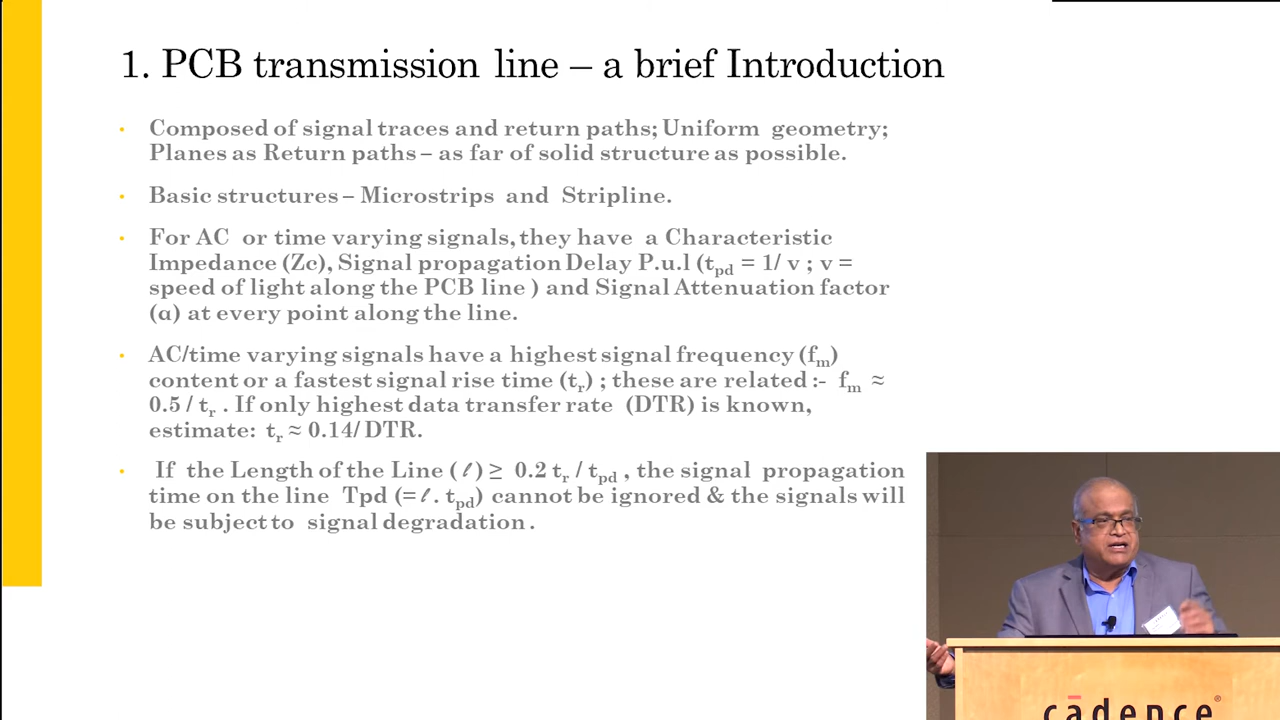 1. PCB transmission line – a brief Introduction
• Composed of signal traces and return paths; Uniform geometry;
Planes as Return paths – as far of solid structure as possible.
• Basic structures – Microstrips and Stripline.
• For AC or time varying signals, they have a Characteristic
Impedance (Zc), Signal propagation Delay P.u.l (tpd = 1/ v ; v =
speed of light along the PCB line ) and Signal Attenuation factor
(α) at every point along the line.
• AC/time varying signals have a highest signal frequency (fm)
content or a fastest signal rise time (tr) ; these are related :- fm ≈
0.5 / tr . If only highest data transfer rate (DTR) is known,
estimate: tr ≈ 0.14/ DTR.
• If the Length of the Line ( ℓ ) ≥ 0.2 tr / tpd , the signal propagation
time on the line Tpd (= ℓ . tpd) cannot be ignored & the signals will
be subject to signal degradation .
cādence®